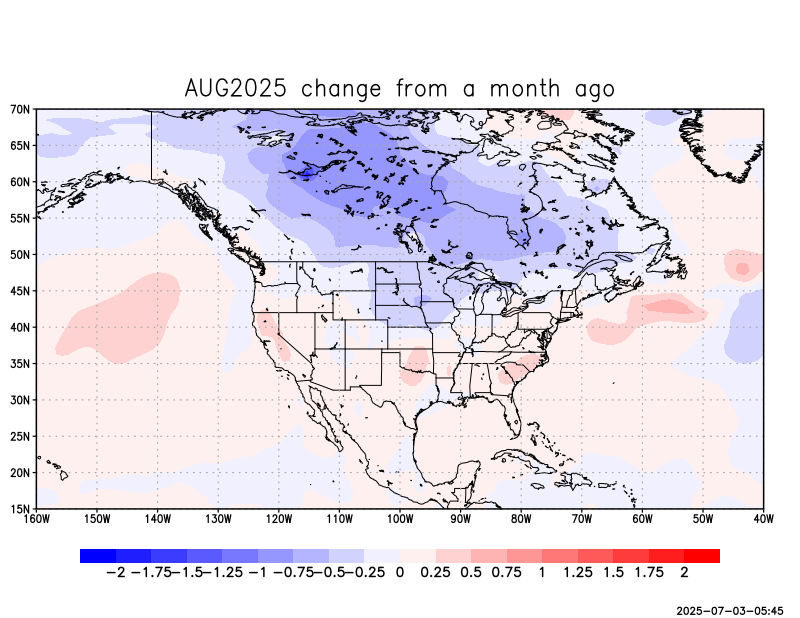 AUG2025 change from a month ago
70N
65N
60N
55N
50N
45N
40N
35N
30N
25N
20N
15N
160W 150W 140W 130W 120W 110W 100W 90W 80W 70W 60W 50W 40W
-2 -1.75 -1.5 -1.25 -1 -0.75 -0.5 -0.25 0 0.25 0.5 0.75 1 1.25 1.5 1.75 2
2025-07-03-05:45